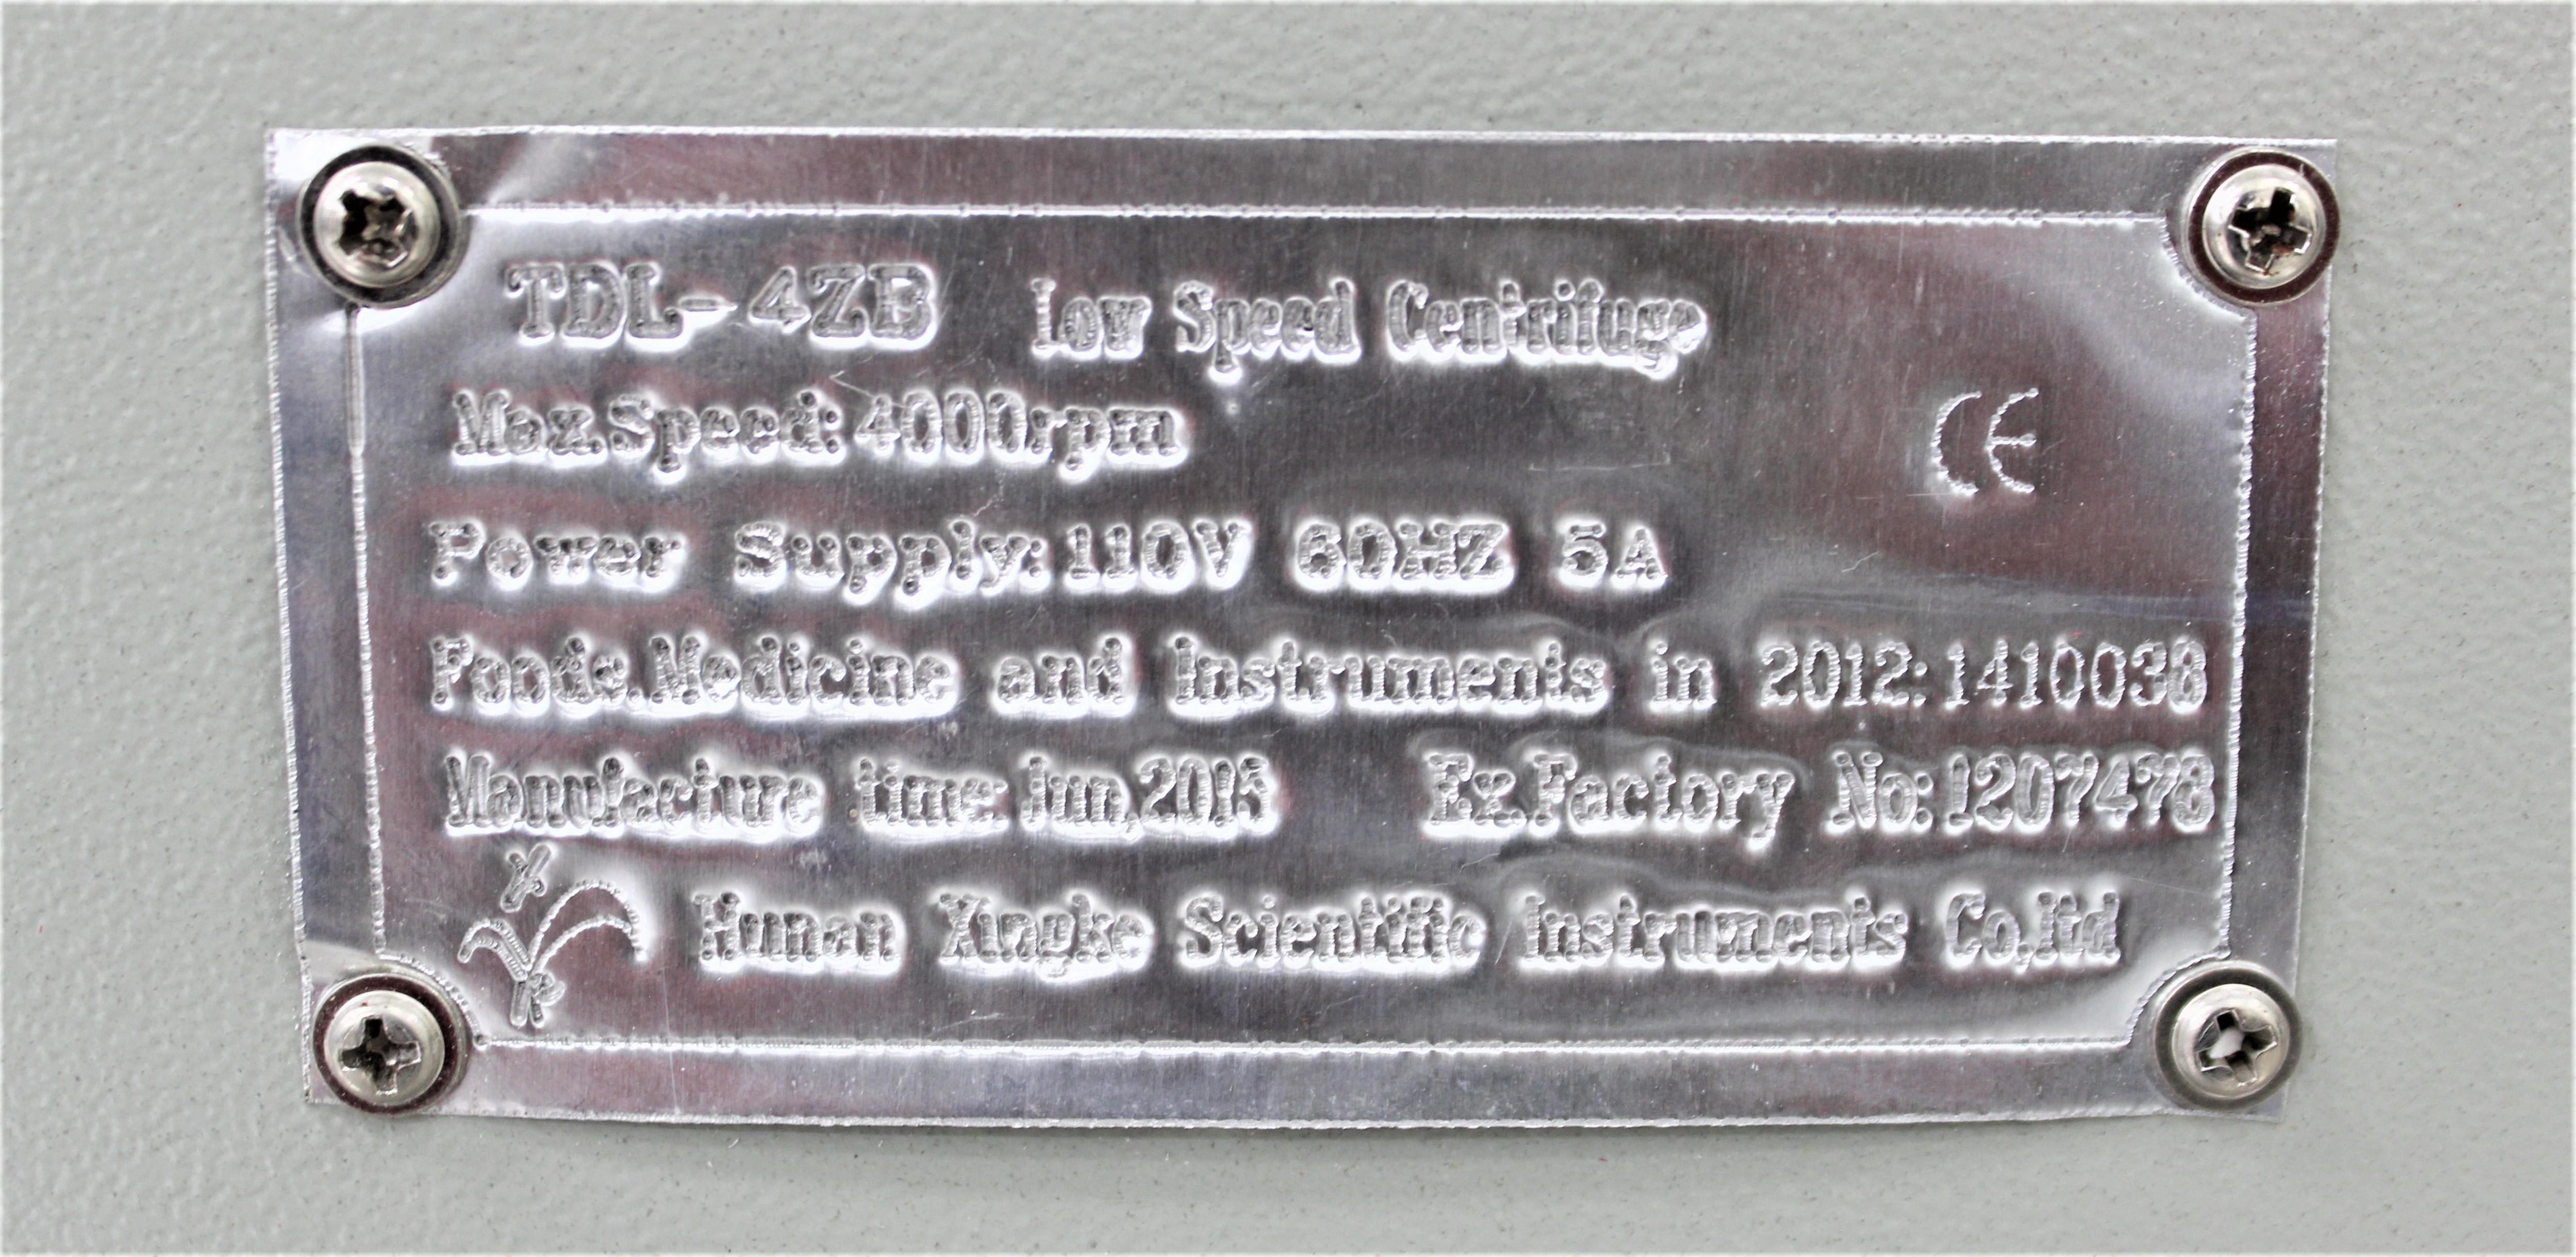 TDL-4ZB Low Speed Centrifuge
Max.Speed: 4000rpm
CE
Power Supply: 110V 60HZ 5A
Foods.Medicine and Instruments in 2012: 1410038
Manufacture time: Jun,2015 Ex.Factory No: 1207478
Hunan Xingke Scientific Instruments Co,ltd